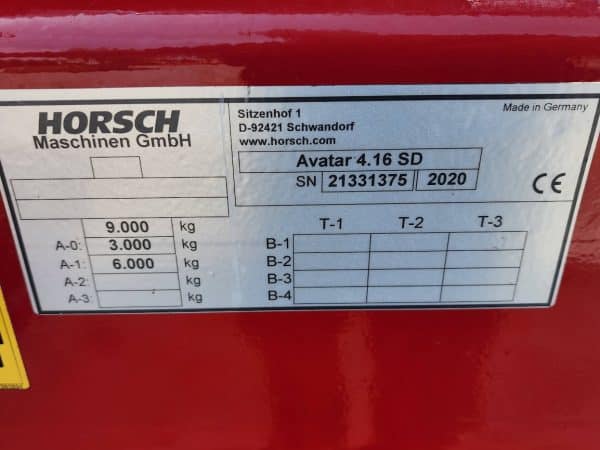 HORSCH
Maschinen GmbH
Sitzenhof 1
D-92421 Schwandorf
www.horsch.com
Made in Germany
Avatar 4.16 SD
SN 21331375 2020
CE
9.000 kg
A-0: 3.000 kg
A-1: 6.000 kg
A-2: kg
A-3: kg
T-1 T-2 T-3
B-1
B-2
B-3
B-4